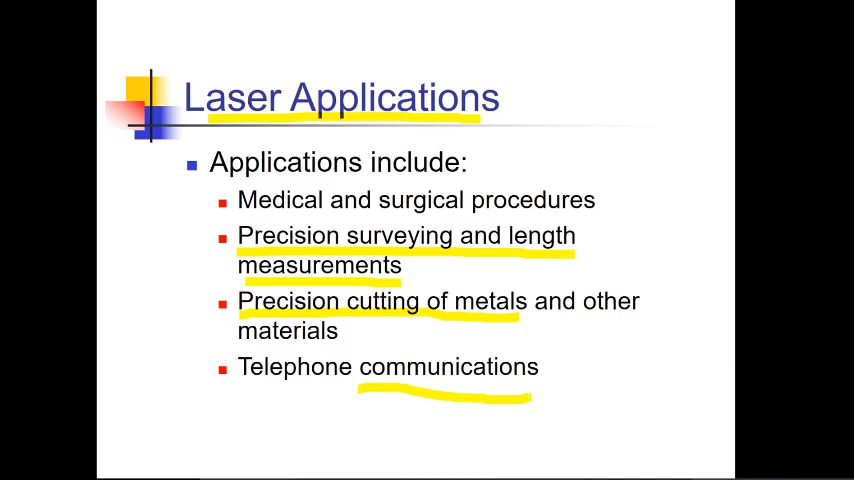 Laser Applications
Applications include:
Medical and surgical procedures
Precision surveying and length
measurements
Precision cutting of metals and other
materials
Telephone communications